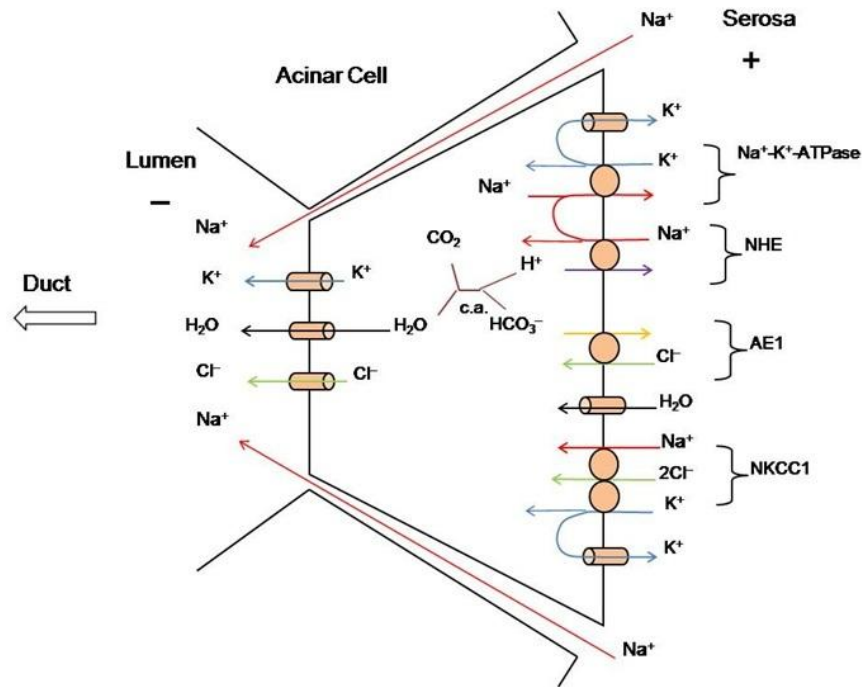 Na⁺
Serosa
+
Acinar Cell
K⁺
Na⁺-K⁺-ATPase
K⁺
Lumen
–
Na⁺
Na⁺
CO₂
Na⁺
NHE
H⁺
K⁺
K⁺
Duct
c.a.
H₂O
H₂O
HCO₃⁻
AE1
Cl⁻
Cl⁻
Cl⁻
H₂O
Na⁺
Na⁺
2Cl⁻
NKCC1
K⁺
K⁺
Na⁺